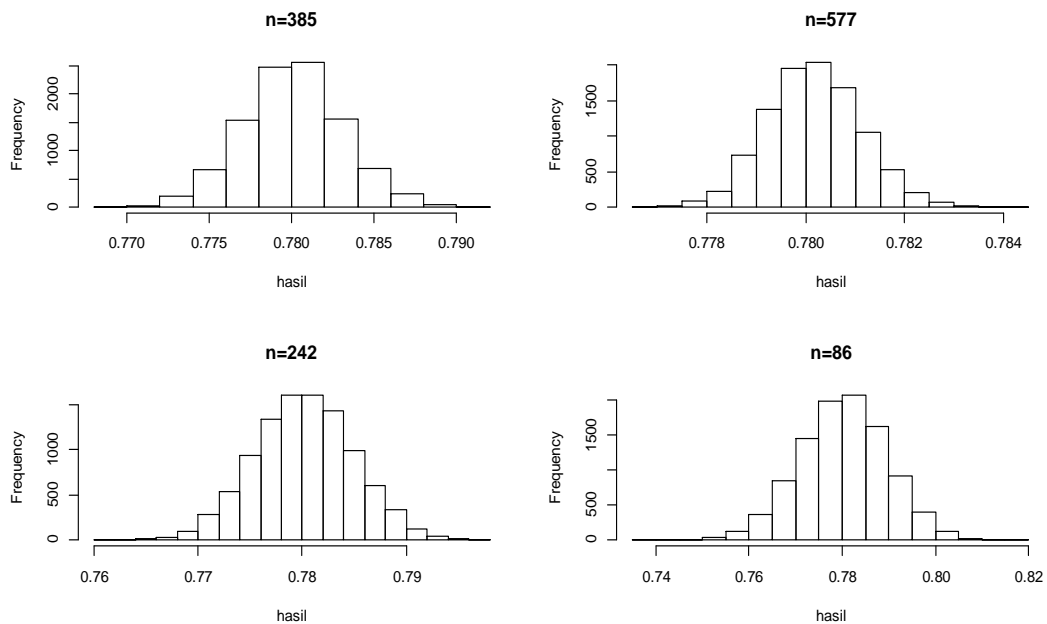 n=385
Frequency
0 1000 2000
0.770 0.775 0.780 0.785 0.790
hasil
n=577
Frequency
0 500 1500
0.778 0.780 0.782 0.784
hasil
n=242
Frequency
0 500 1000
0.76 0.77 0.78 0.79
hasil
n=86
Frequency
0 500 1500
0.74 0.76 0.78 0.80 0.82
hasil